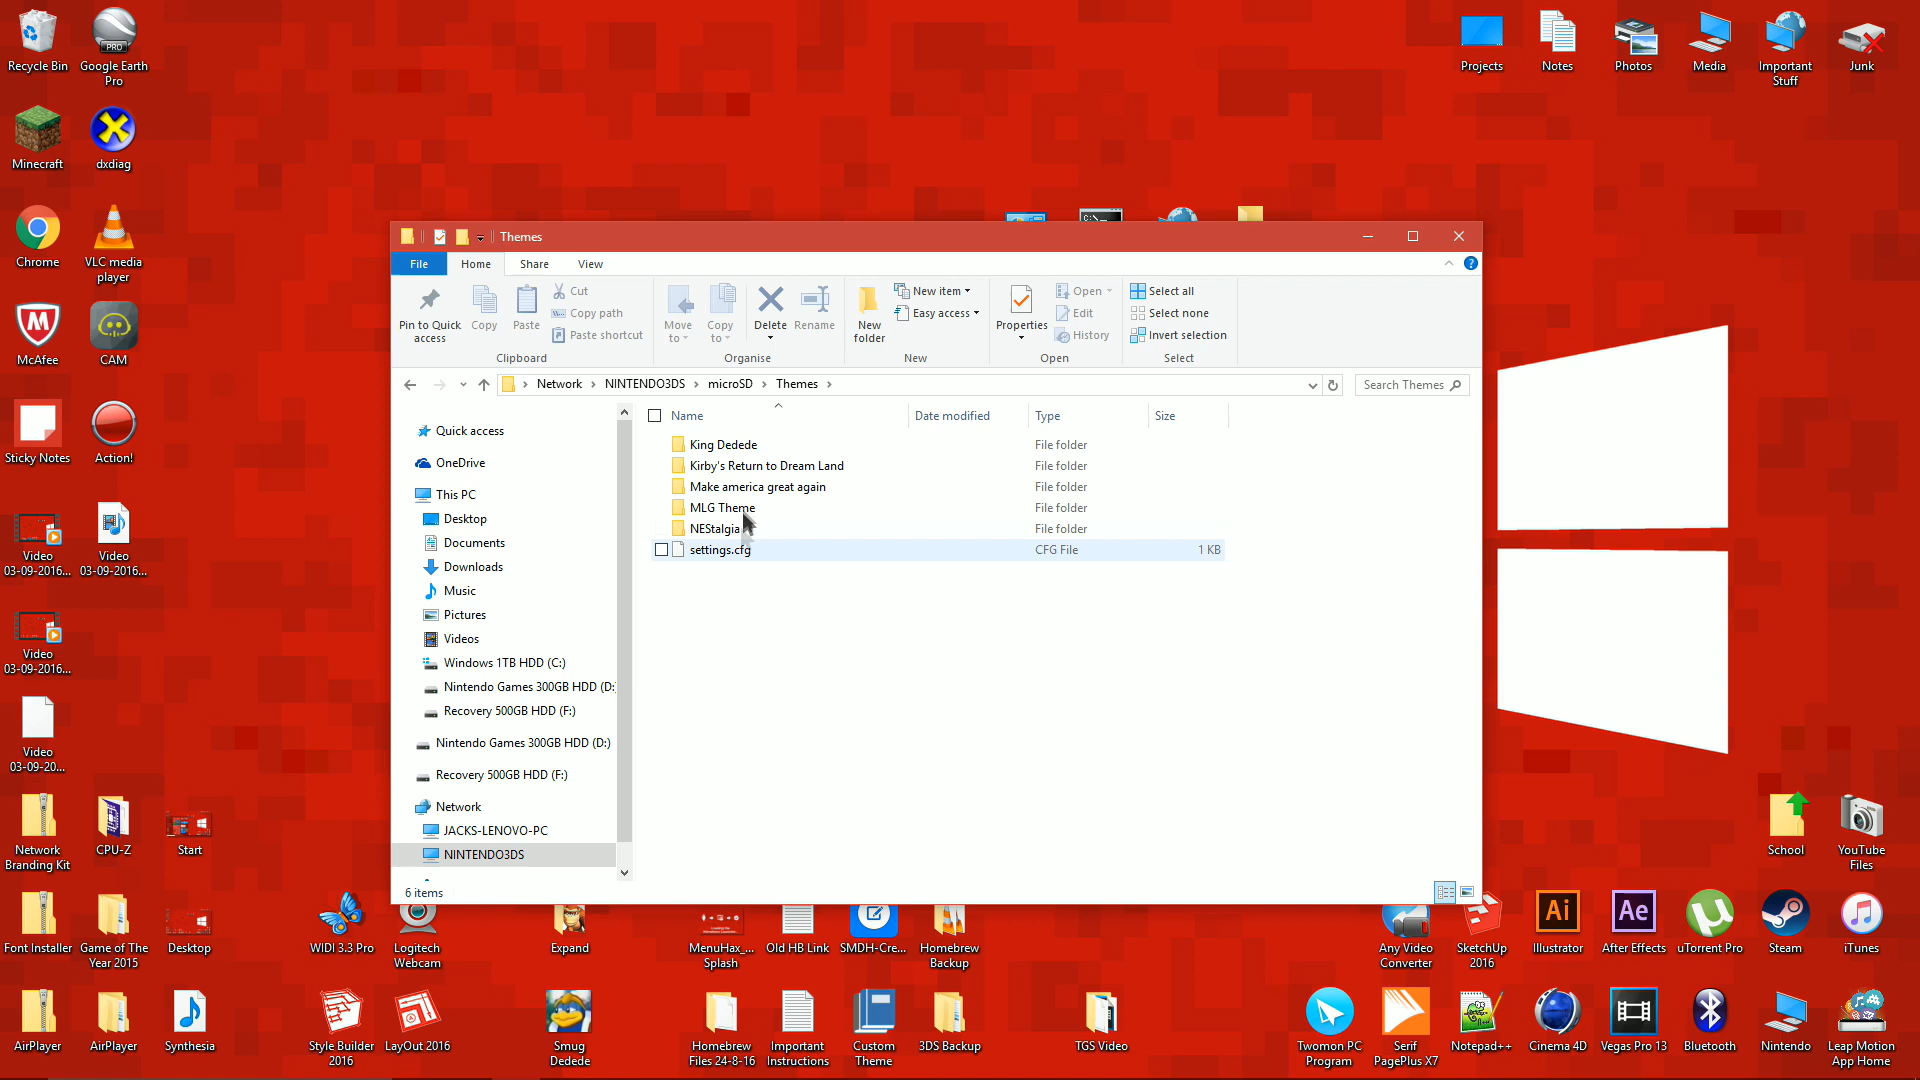 Recycle Bin
Google Earth
Pro
PRO
Projects
Notes
Photos
Media
Important
Stuff
Junk
Minecraft
dxdiag
Chrome
VLC media
player
McAfee
CAM
Sticky Notes
Action!
Video
03-09-2016...
Video
03-09-2016...
Video
03-09-2016...
Video
03-09-20...
Network
Branding Kit
CPU-Z
Start
Font Installer
Game of The
Year 2015
Desktop
AirPlayer
AirPlayer
Synthesia
Themes
File
Home
Share
View
Pin to Quick
access
Copy
Paste
Cut
Copy path
Paste shortcut
Clipboard
Move
to
Copy
to
Delete
Rename
Organise
New
folder
New item
Easy access
New
Properties
Open
Edit
History
Open
Select all
Select none
Invert selection
Select
Network
NINTENDO3DS
microSD
Themes
Search Themes
Name
Date modified
Type
Size
King Dedede
File folder
Kirby's Return to Dream Land
File folder
Make america great again
File folder
MLG Theme
File folder
NEStalgia
File folder
settings.cfg
CFG File
1 KB
Quick access
OneDrive
This PC
Desktop
Documents
Downloads
Music
Pictures
Videos
Windows 1TB HDD (C:)
Nintendo Games 300GB HDD (D:
Recovery 500GB HDD (F:)
Nintendo Games 300GB HDD (D:)
Recovery 500GB HDD (F:)
Network
JACKS-LENOVO-PC
NINTENDO3DS
6 items
School
YouTube
Files
WIDI 3.3 Pro
Logitech
Webcam
Expand
MenuHax_...
Splash
Old HB Link
SMDH-Cre...
Homebrew
Backup
Any Video
Converter
SketchUp
2016
Ai
Illustrator
Ae
After Effects
uTorrent Pro
Steam
iTunes
Style Builder
2016
LayOut 2016
Smug
Dedede
Homebrew
Files 24-8-16
Important
Instructions
Custom
Theme
3DS Backup
TGS Video
Twomon PC
Program
Serif
PagePlus X7
Notepad++
Cinema 4D
Vegas Pro 13
Bluetooth
Nintendo
Leap Motion
App Home